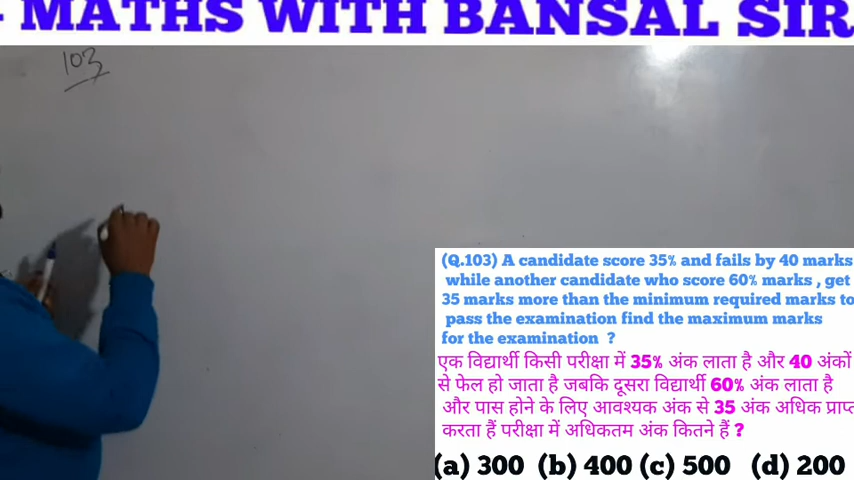 - MATHS WITH BANSAL SIR
103
(Q.103) A candidate score 35% and fails by 40 marks
while another candidate who score 60% marks , get
35 marks more than the minimum required marks to
pass the examination find the maximum marks
for the examination ?
एक विद्यार्थी किसी परीक्षा में 35% अंक लाता है और 40 अंकों
से फेल हो जाता है जबकि दूसरा विद्यार्थी 60% अंक लाता है
और पास होने के लिए आवश्यक अंक से 35 अंक अधिक प्राप्त
करता हैं परीक्षा में अधिकतम अंक कितने हैं ?
(a) 300 (b) 400 (c) 500 (d) 200